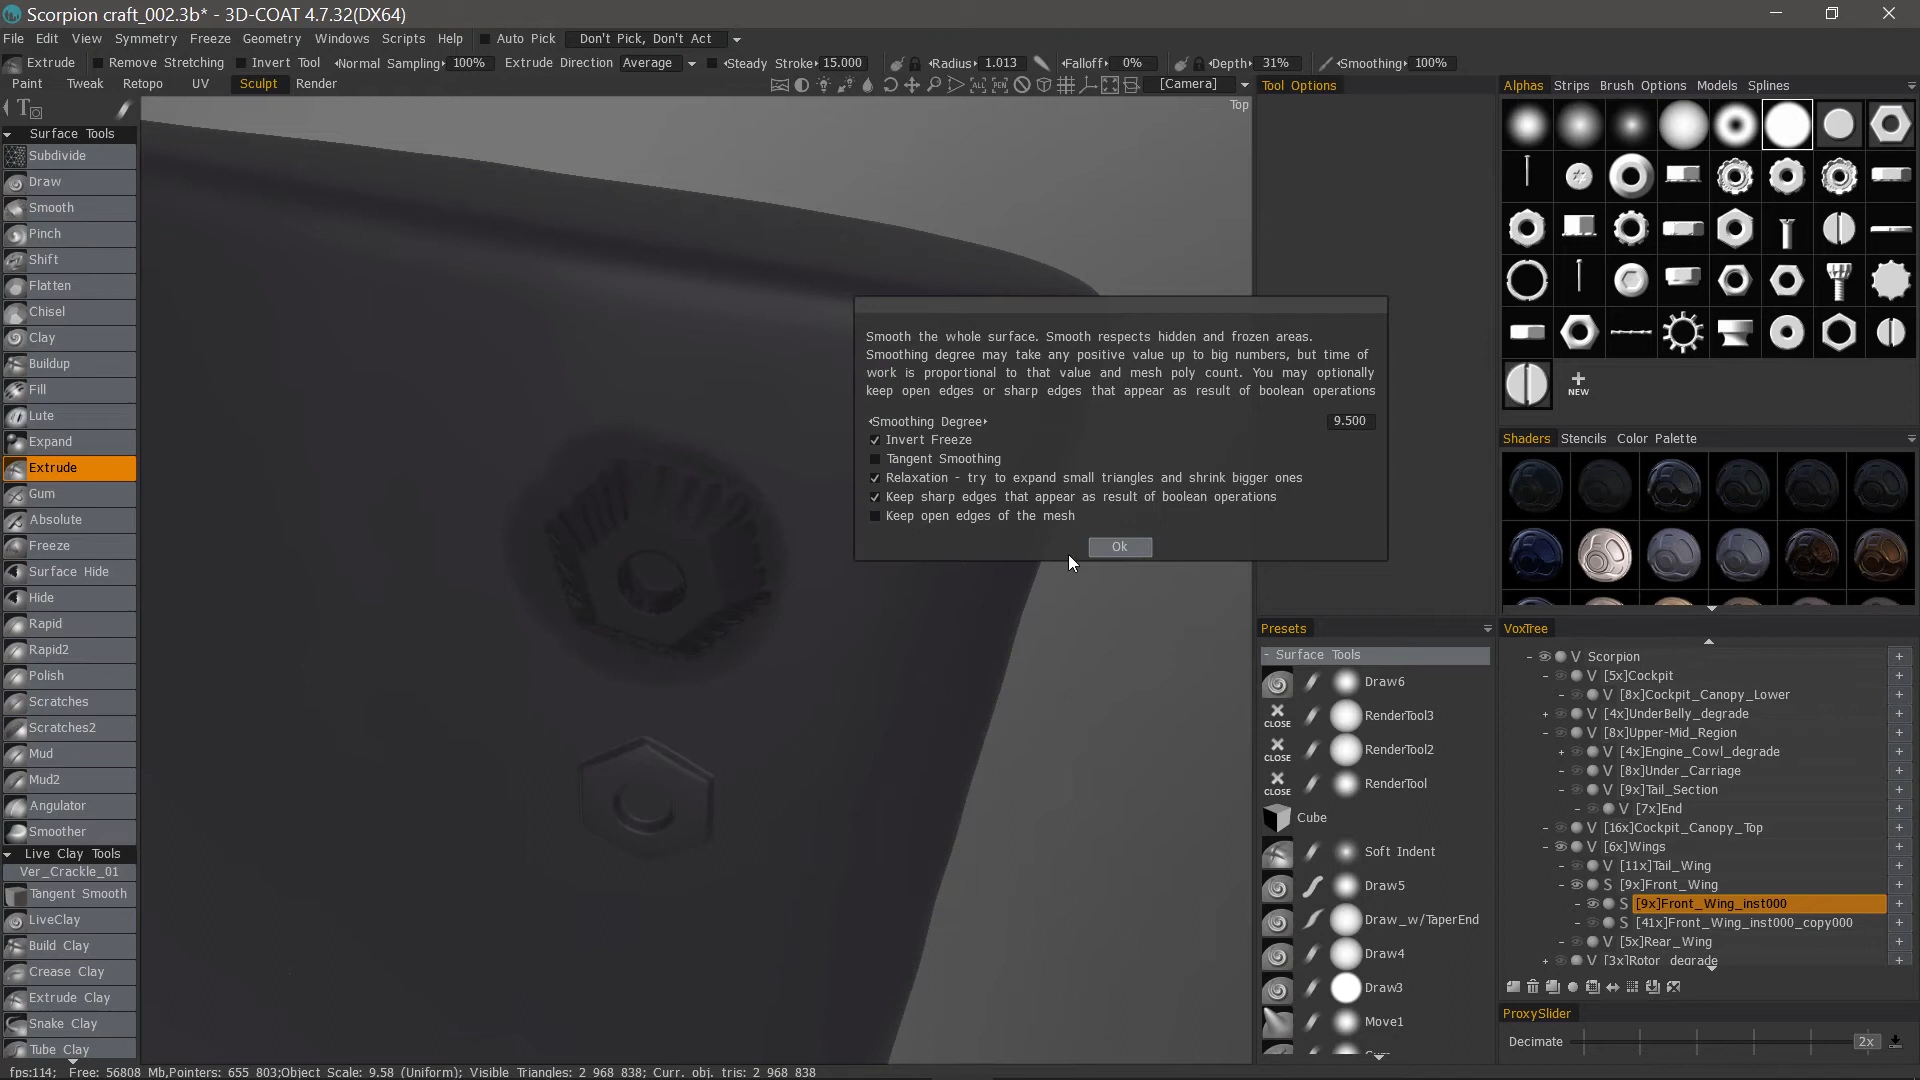 Scorpion craft_002.3b* - 3D-COAT 4.7.32(DX64)
File Edit View Symmetry Freeze Geometry Windows Scripts Help Auto Pick Don't Pick, Don't Act
Extrude Remove Stretching Invert Tool Normal Sampling 100% Extrude Direction Average Steady Stroke 15.000 Radius 1.013 Falloff 0% Depth 31% Smoothing 100%
Paint Tweak Retopo UV Sculpt Render [Camera]
Top
Surface Tools
Subdivide
Draw
Smooth
Pinch
Shift
Flatten
Chisel
Clay
Buildup
Fill
Lute
Expand
Extrude
Gum
Absolute
Freeze
Surface Hide
Hide
Rapid
Rapid2
Polish
Scratches
Scratches2
Mud
Mud2
Angulator
Smoother
Live Clay Tools
Ver_Crackle_01
Tangent Smooth
LiveClay
Build Clay
Crease Clay
Extrude Clay
Snake Clay
Tube Clay
Smooth the whole surface. Smooth respects hidden and frozen areas.
Smoothing degree may take any positive value up to big numbers, but time of
work is proportional to that value and mesh poly count. You may optionally
keep open edges or sharp edges that appear as result of boolean operations
Smoothing Degree 9.500
Invert Freeze
Tangent Smoothing
Relaxation - try to expand small triangles and shrink bigger ones
Keep sharp edges that appear as result of boolean operations
Keep open edges of the mesh
Ok
Tool Options
Presets
- Surface Tools
Draw6
CLOSE RenderTool3
CLOSE RenderTool2
CLOSE RenderTool
Cube
Soft Indent
Draw5
Draw_w/TaperEnd
Draw4
Draw3
Move1
Alphas Strips Brush Options Models Splines
NEW
Shaders Stencils Color Palette
VoxTree
- V Scorpion +
- V [5x]Cockpit +
- V [8x]Cockpit_Canopy_Lower +
+ V [4x]UnderBelly_degrade +
- V [8x]Upper-Mid_Region +
+ V [4x]Engine_Cowl_degrade +
- V [8x]Under_Carriage +
- V [9x]Tail_Section +
- V [7x]End +
- V [16x]Cockpit_Canopy_Top +
- V [6x]Wings +
- V [11x]Tail_Wing +
- S [9x]Front_Wing +
- S [9x]Front_Wing_inst000 +
- S [41x]Front_Wing_inst000_copy000 +
- V [5x]Rear_Wing +
+ V [3x]Rotor_degrade +
ProxySlider
Decimate 2x
fps:114; Free: 56808 Mb,Pointers: 655 803;Object Scale: 9.58 (Uniform); Visible Triangles: 2 968 838; Curr. obj. tris: 2 968 838